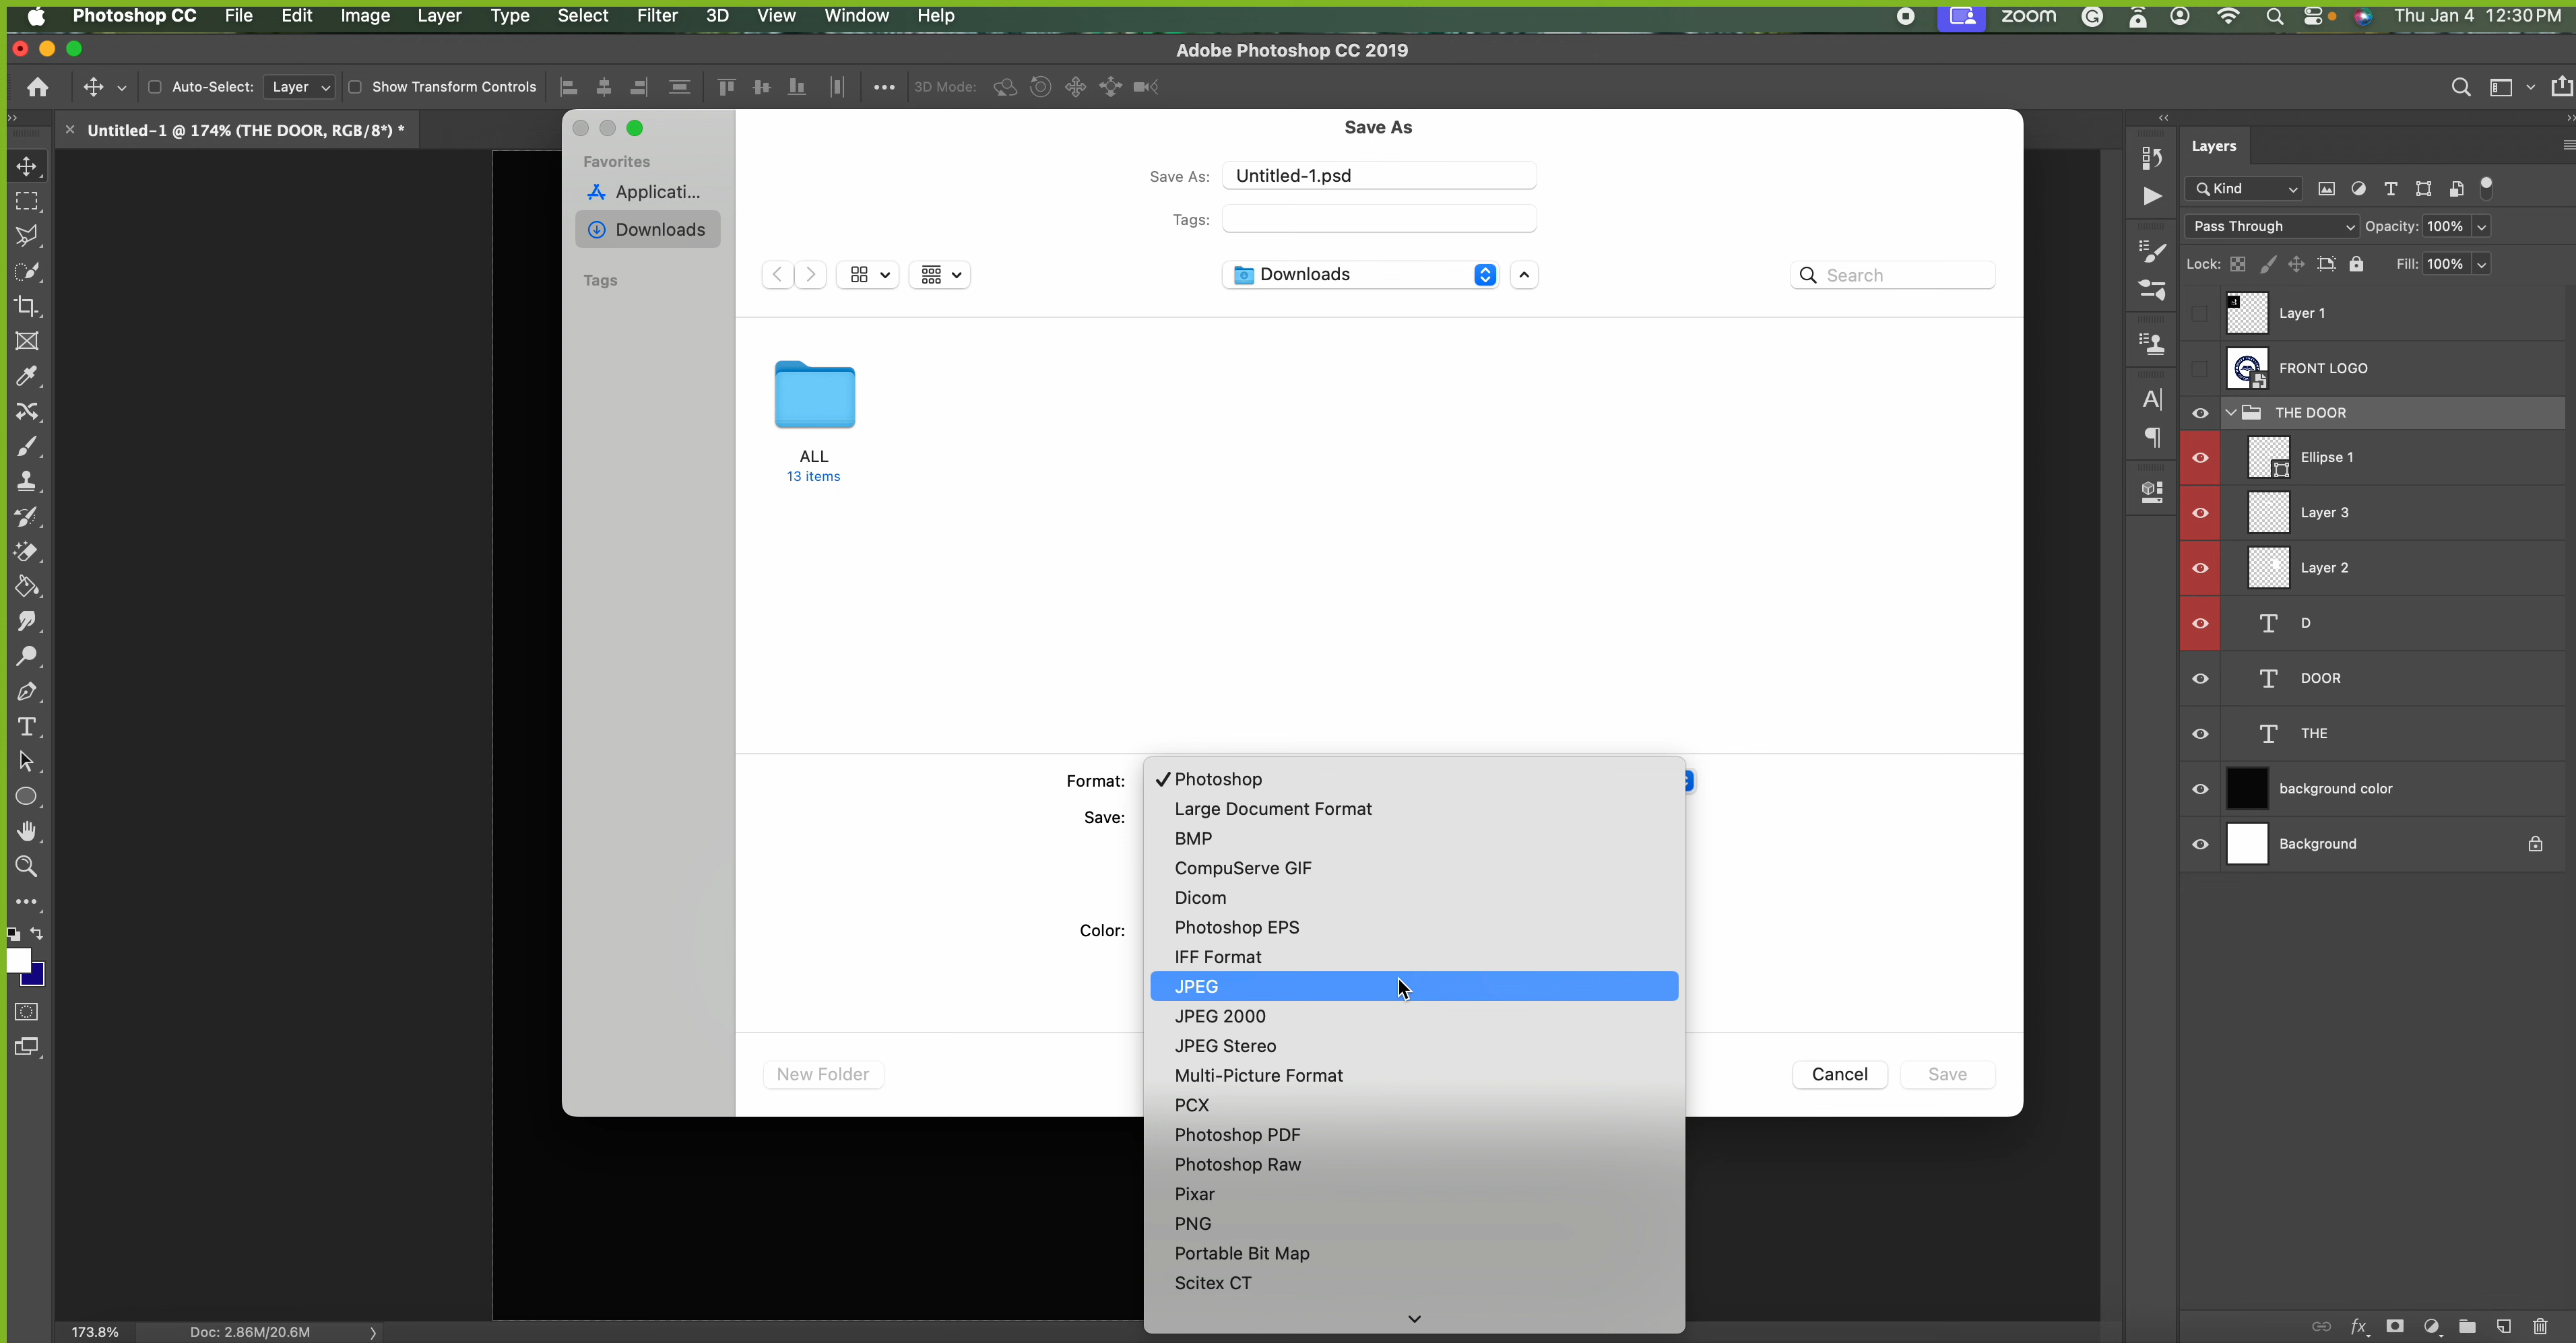 Photoshop CC File Edit Image Layer Type Select Filter 3D View Window Help zoom Thu Jan 4 12:30 PM
Adobe Photoshop CC 2019
Auto-Select: Layer Show Transform Controls 3D Mode:
Untitled-1 @ 174% (THE DOOR, RGB/8*) *
Save As
Favorites
Applicati...
Downloads
Tags
Save As: Untitled-1.psd
Tags:
Downloads
Search
ALL
13 items
Format:
Save:
Color:
Photoshop
Large Document Format
BMP
CompuServe GIF
Dicom
Photoshop EPS
IFF Format
JPEG
JPEG 2000
JPEG Stereo
Multi-Picture Format
PCX
Photoshop PDF
Photoshop Raw
Pixar
PNG
Portable Bit Map
Scitex CT
New Folder
Cancel
Save
Layers
Kind
Pass Through Opacity: 100%
Lock: Fill: 100%
Layer 1
FRONT LOGO
THE DOOR
Ellipse 1
Layer 3
Layer 2
D
DOOR
THE
background color
Background
173.8% Doc: 2.86M/20.6M